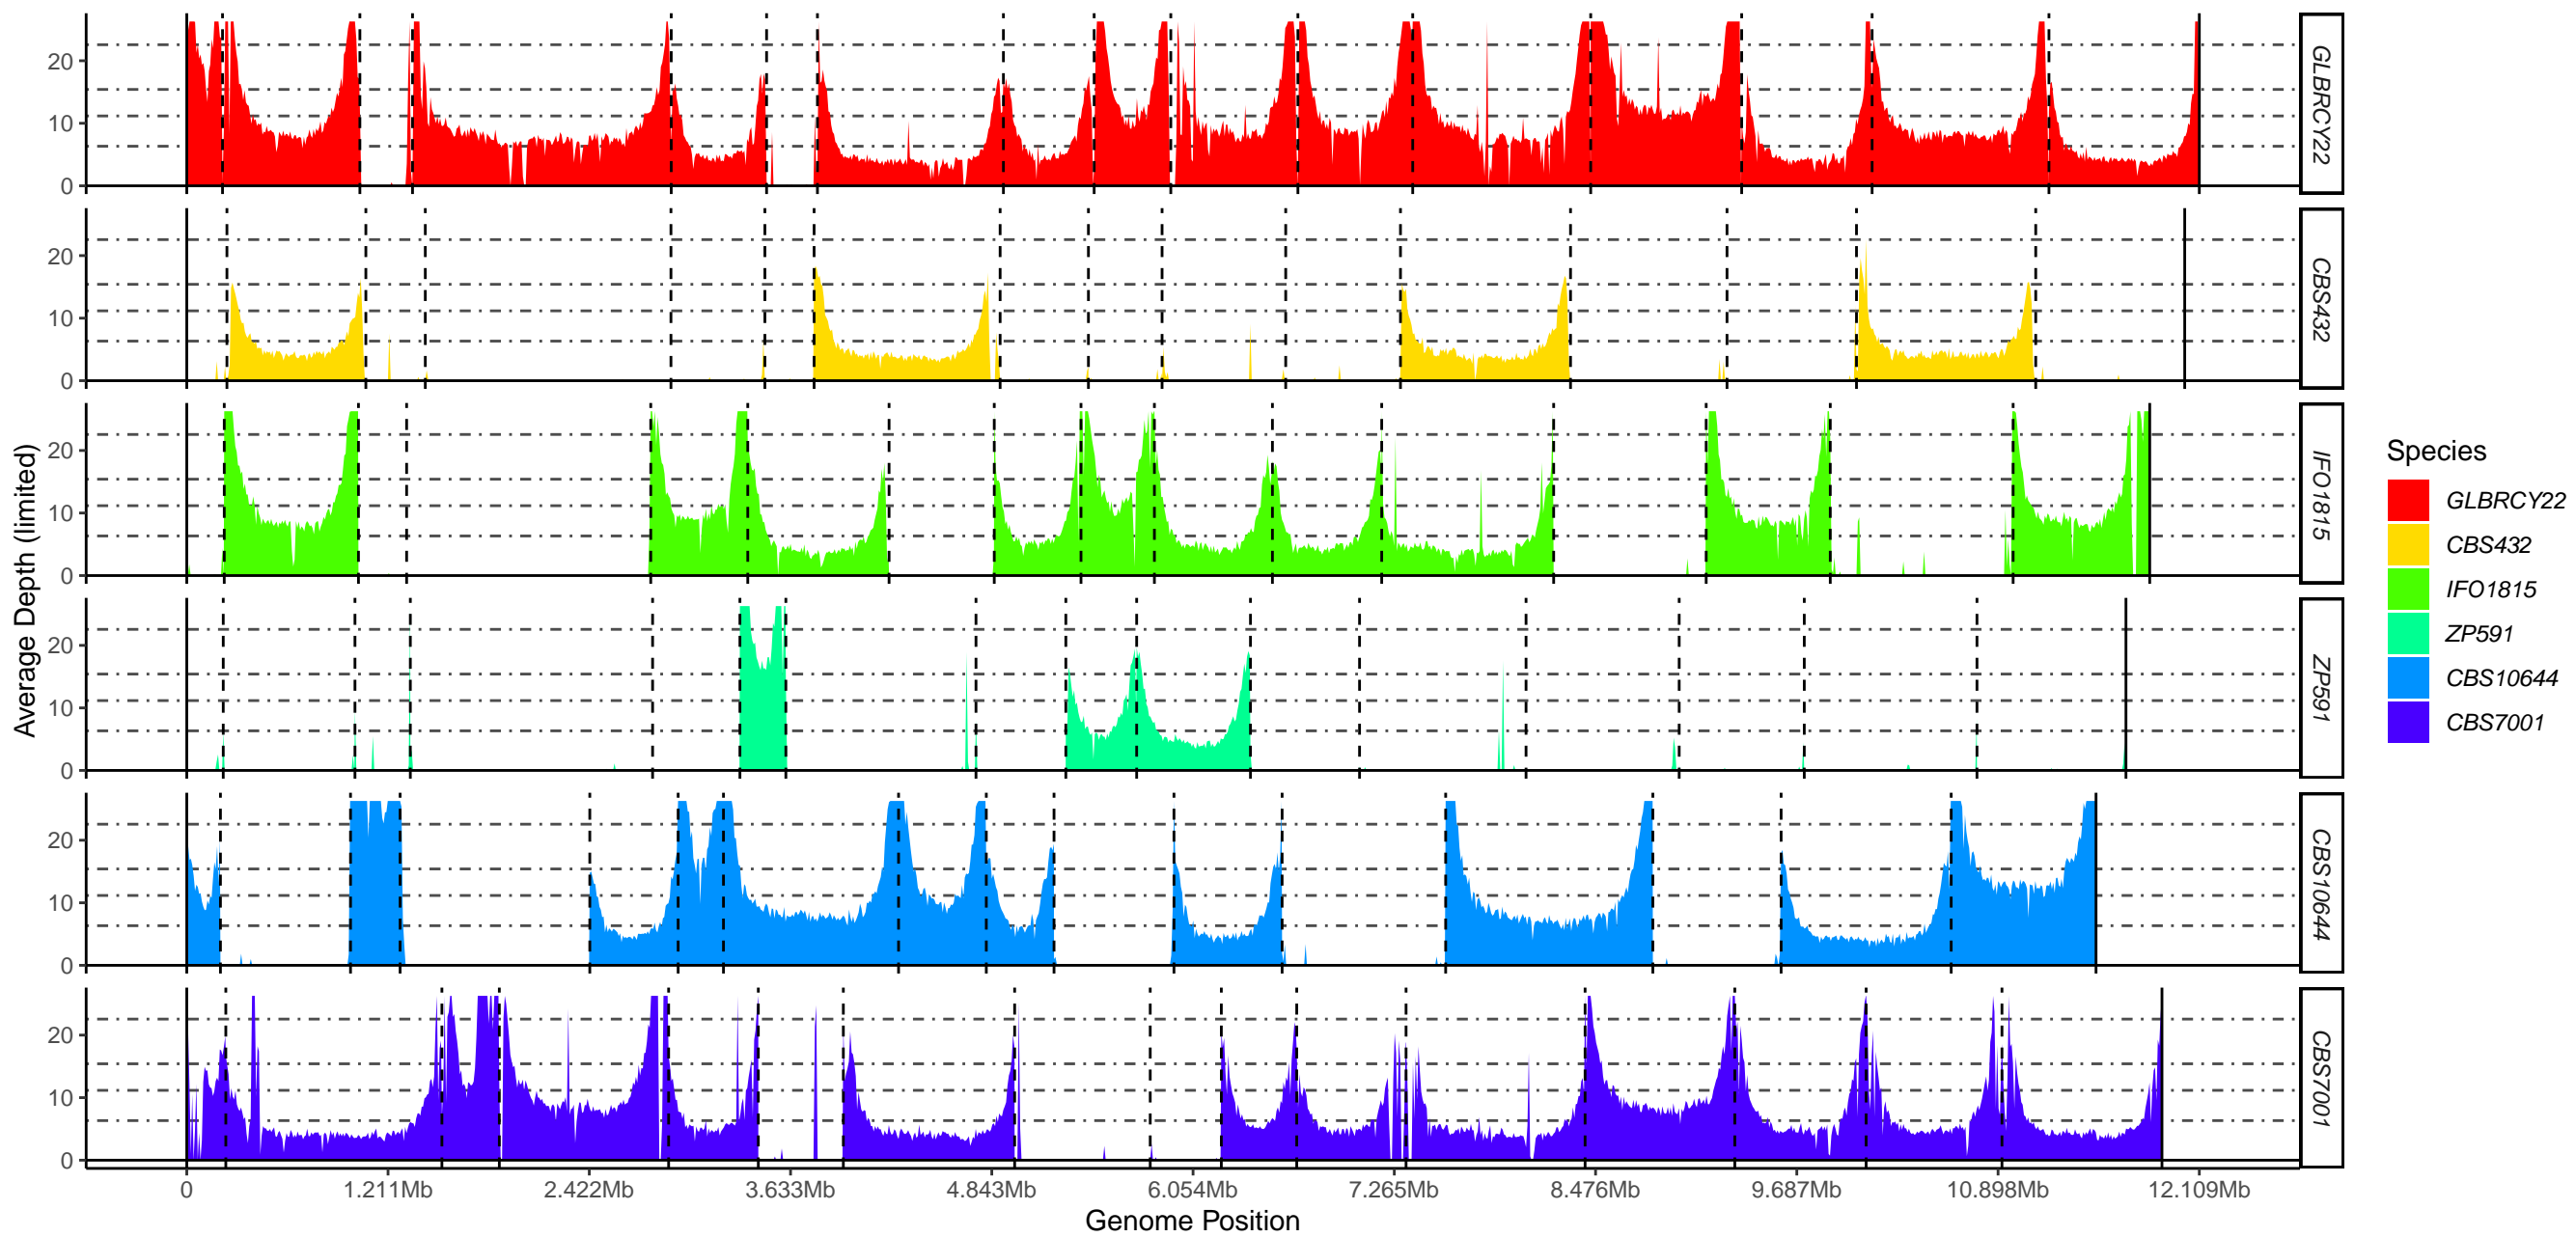 Average Depth (limited)
20
10
0
GLBRCY22
20
10
0
CBS432
20
10
0
IFO1815
20
10
0
ZP591
20
10
0
CBS10644
20
10
0
CBS7001
0 1.211Mb 2.422Mb 3.633Mb 4.843Mb 6.054Mb 7.265Mb 8.476Mb 9.687Mb 10.898Mb 12.109Mb
Genome Position
Species
GLBRCY22
CBS432
IFO1815
ZP591
CBS10644
CBS7001